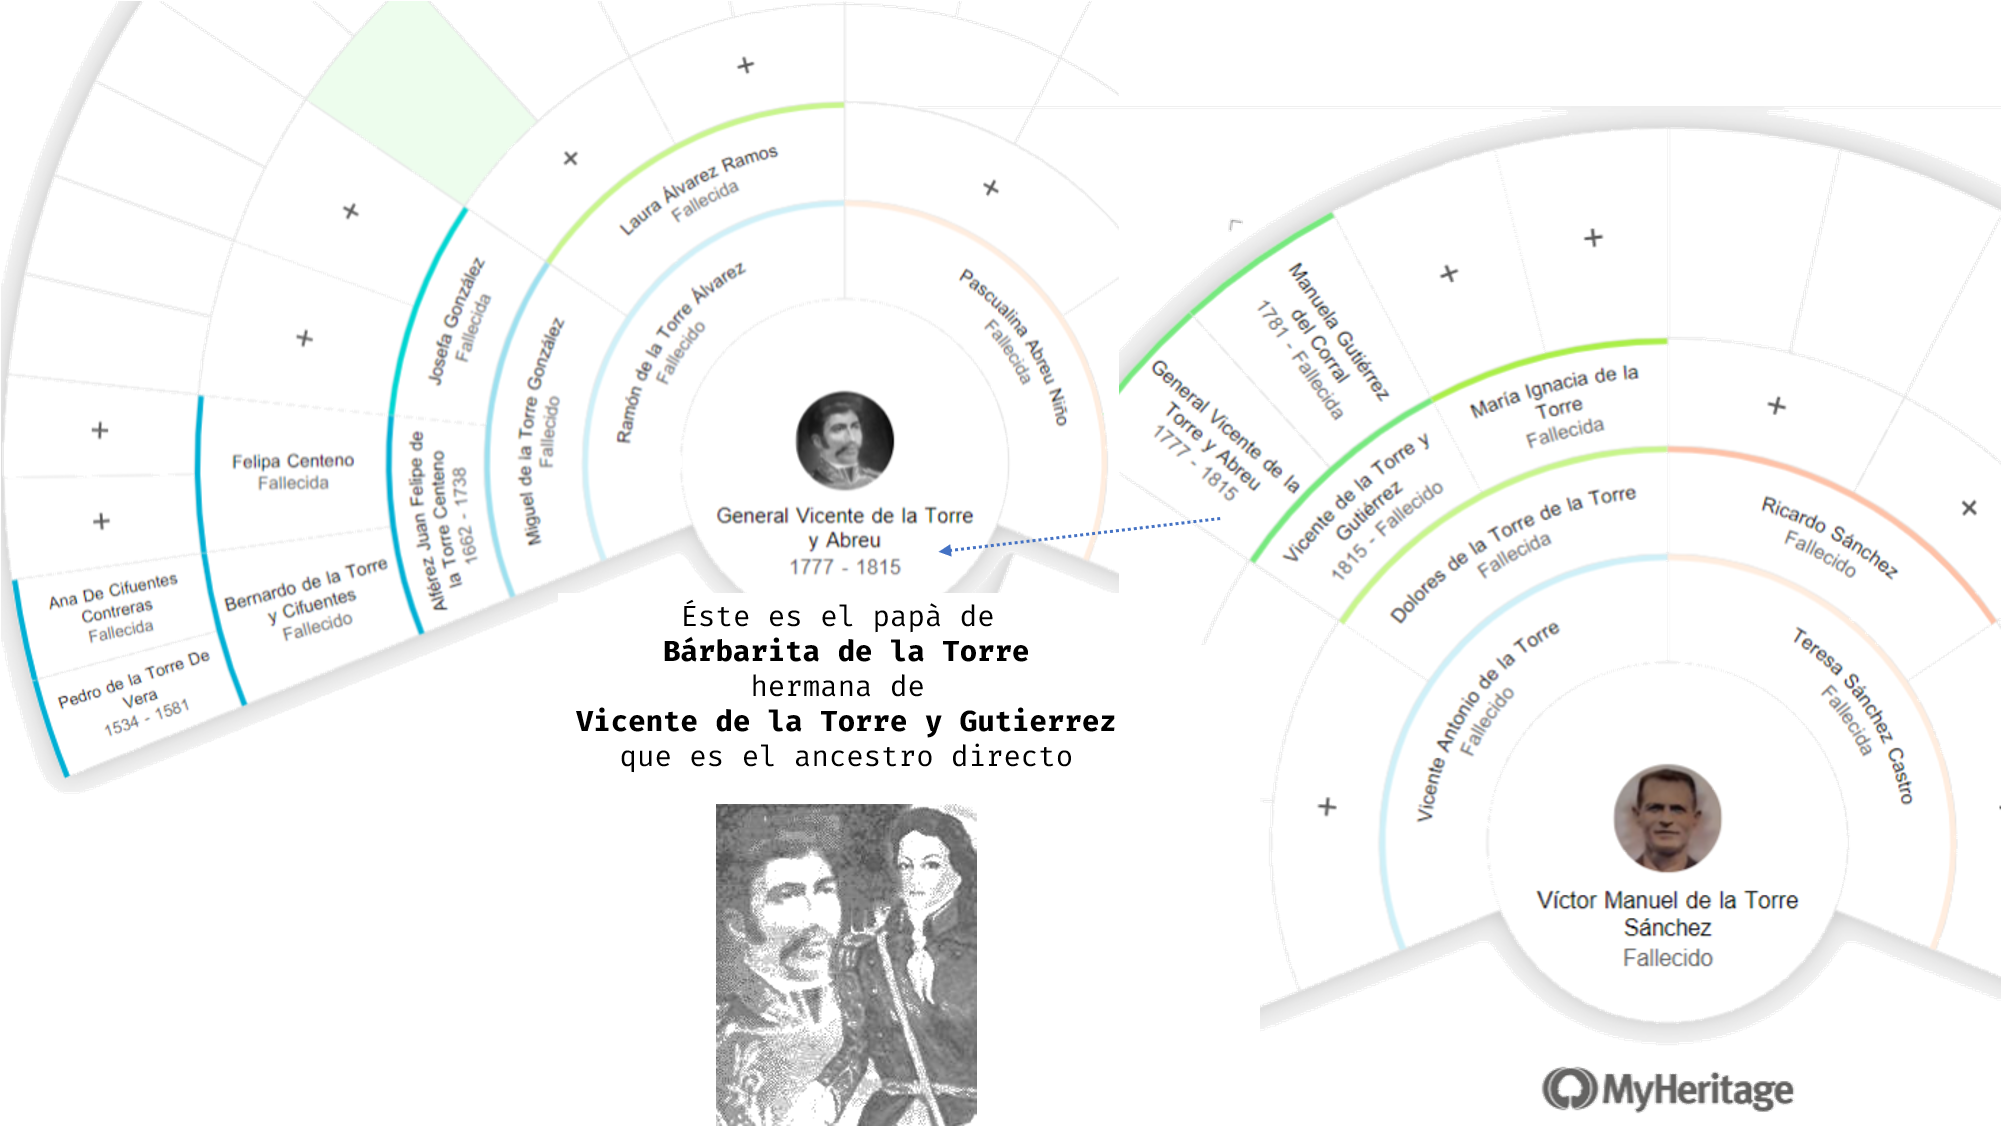 Laura Álvarez Ramos
Fallecida
Josefa González
Fallecida
Ramón de la Torre Álvarez
Fallecido
Pascualina Abreu Niño
Fallecida
Miguel de la Torre González
Fallecido
Felipa Centeno
Fallecida
Alférez Juan Felipe de
la Torre Centeno
1662 - 1738
Bernardo de la Torre
y Cifuentes
Fallecido
Ana De Cifuentes
Contreras
Fallecida
Pedro de la Torre De
Vera
1534 - 1581
General Vicente de la Torre
y Abreu
1777 - 1815
Éste es el papà de
Bárbarita de la Torre
hermana de
Vicente de la Torre y Gutierrez
que es el ancestro directo
Manuela Gutiérrez
del Corral
1781 - Fallecida
General Vicente de la
Torre y Abreu
1777 - 1815
María Ignacia de la
Torre
Fallecida
Vicente de la Torre y
Gutiérrez
1815 - Fallecido
Dolores de la Torre de la Torre
Fallecida
Ricardo Sánchez
Fallecido
Vicente Antonio de la Torre
Fallecido
Teresa Sánchez Castro
Fallecida
Víctor Manuel de la Torre
Sánchez
Fallecido
MyHeritage